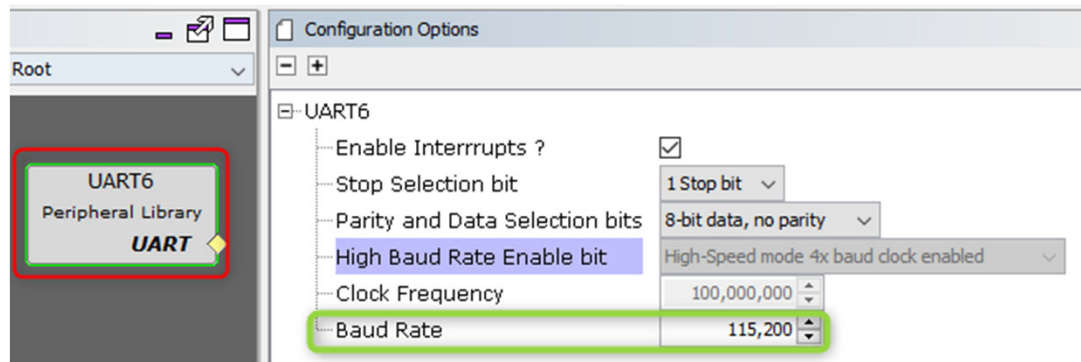 Root
UART6
Peripheral Library
UART
Configuration Options
UART6
Enable Interrrupts ?
Stop Selection bit 1 Stop bit
Parity and Data Selection bits 8-bit data, no parity
High Baud Rate Enable bit High-Speed mode 4x baud clock enabled
Clock Frequency 100,000,000
Baud Rate 115,200